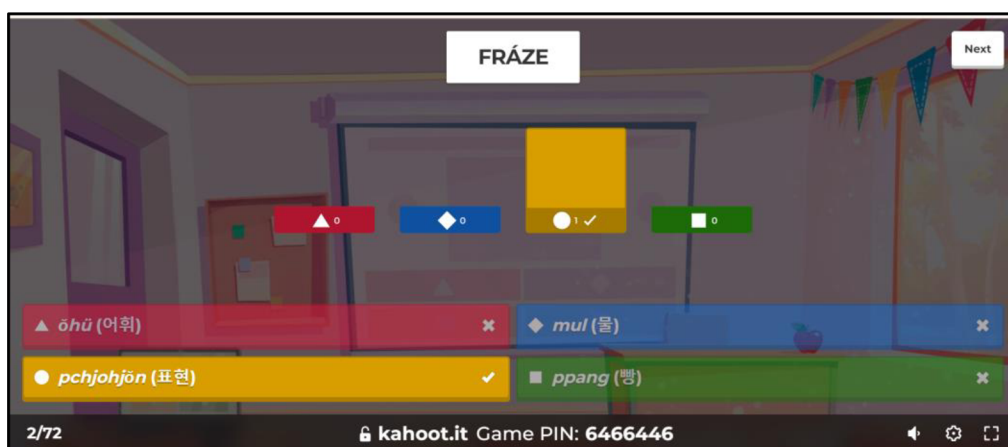 FRÁZE
Next
0
0
1
0
ŏhü (어휘)
mul (물)
pchjohjŏn (표현)
ppang (빵)
2/72
kahoot.it Game PIN: 6466446